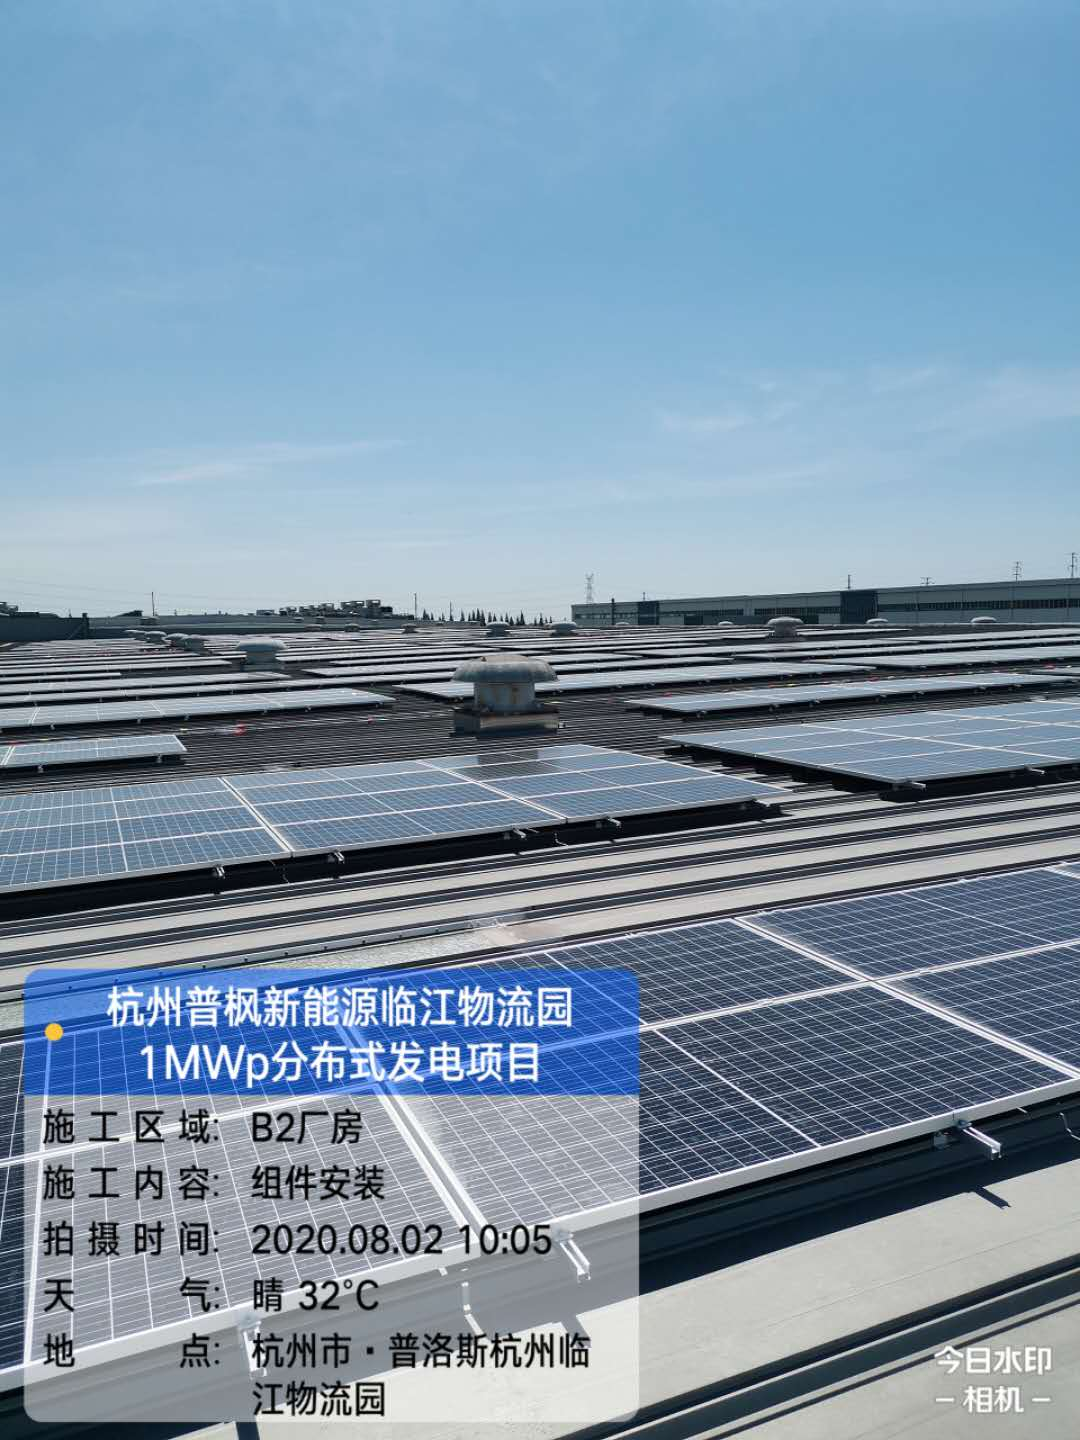 杭州普枫新能源临江物流园
1MWp分布式发电项目
施工区域: B2厂房
施工内容: 组件安装
拍摄时间: 2020.08.02 10:05
天气: 晴 32°C
地点: 杭州市·普洛斯杭州临
江物流园
今日水印
-相机-